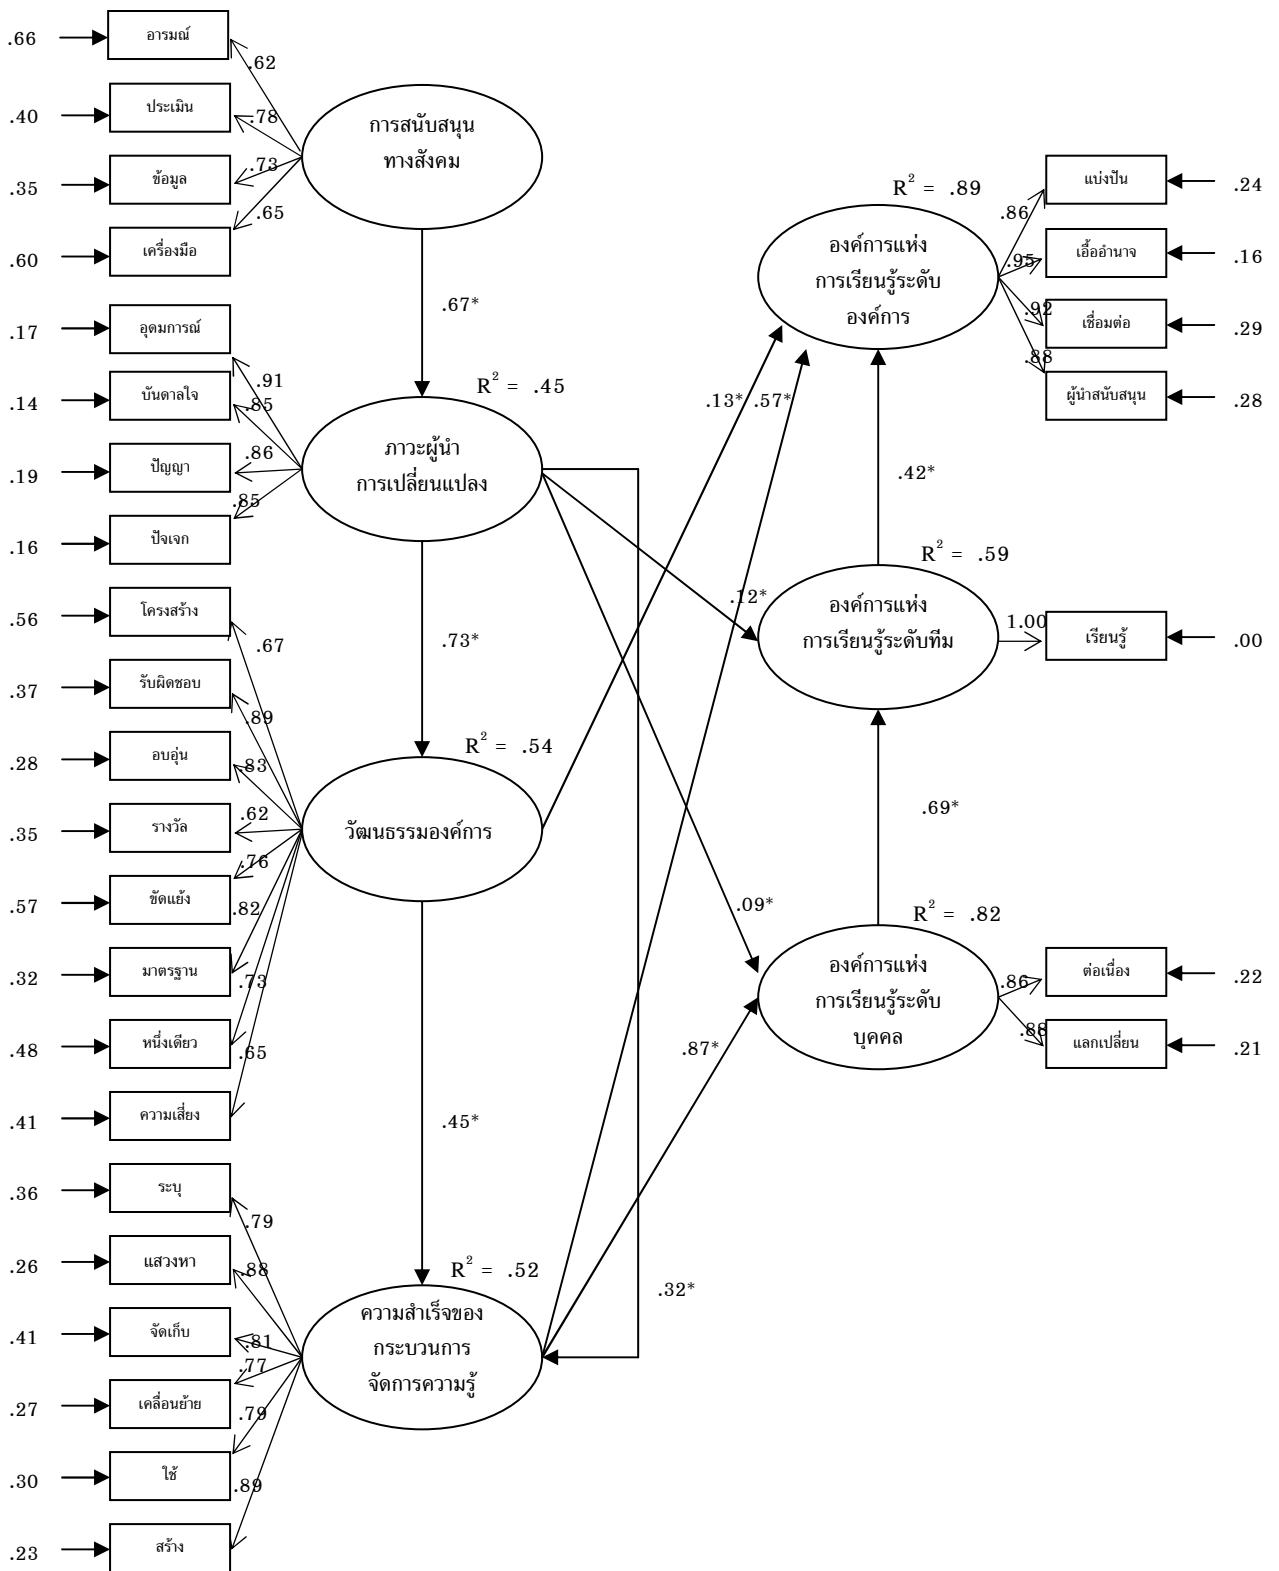 .66
อารมณ์
.62
.40
ประเมิน
.78
.35
ข้อมูล
.73
.60
เครื่องมือ
.65
การสนับสนุน
ทางสังคม
.67*
.17
อุดมการณ์
.91
.14
บันดาลใจ
.85
.19
ปัญญา
.86
.16
ปัจเจก
.85
R² = .45
ภาวะผู้นำ
การเปลี่ยนแปลง
.73*
.56
โครงสร้าง
.67
.37
รับผิดชอบ
.89
.28
อบอุ่น
.83
.35
รางวัล
.62
.57
ขัดแย้ง
.76
.32
มาตรฐาน
.82
.48
หนึ่งเดียว
.73
.41
ความเสี่ยง
.65
R² = .54
วัฒนธรรมองค์การ
.45*
.36
ระบุ
.79
.26
แสวงหา
.88
.41
จัดเก็บ
.81
.27
เคลื่อนย้าย
.77
.30
ใช้
.79
.23
สร้าง
.89
R² = .52
ความสำเร็จของ
กระบวนการ
จัดการความรู้
.32*
.13*
.57*
.12*
.09*
.87*
R² = .89
องค์การแห่ง
การเรียนรู้ระดับ
องค์การ
.86
แบ่งปัน
.24
.95
เอื้ออำนาจ
.16
.92
เชื่อมต่อ
.29
.88
ผู้นำสนับสนุน
.28
.42*
R² = .59
องค์การแห่ง
การเรียนรู้ระดับทีม
1.00
เรียนรู้
.00
.69*
R² = .82
องค์การแห่ง
การเรียนรู้ระดับ
บุคคล
.86
ต่อเนื่อง
.22
.88
แลกเปลี่ยน
.21